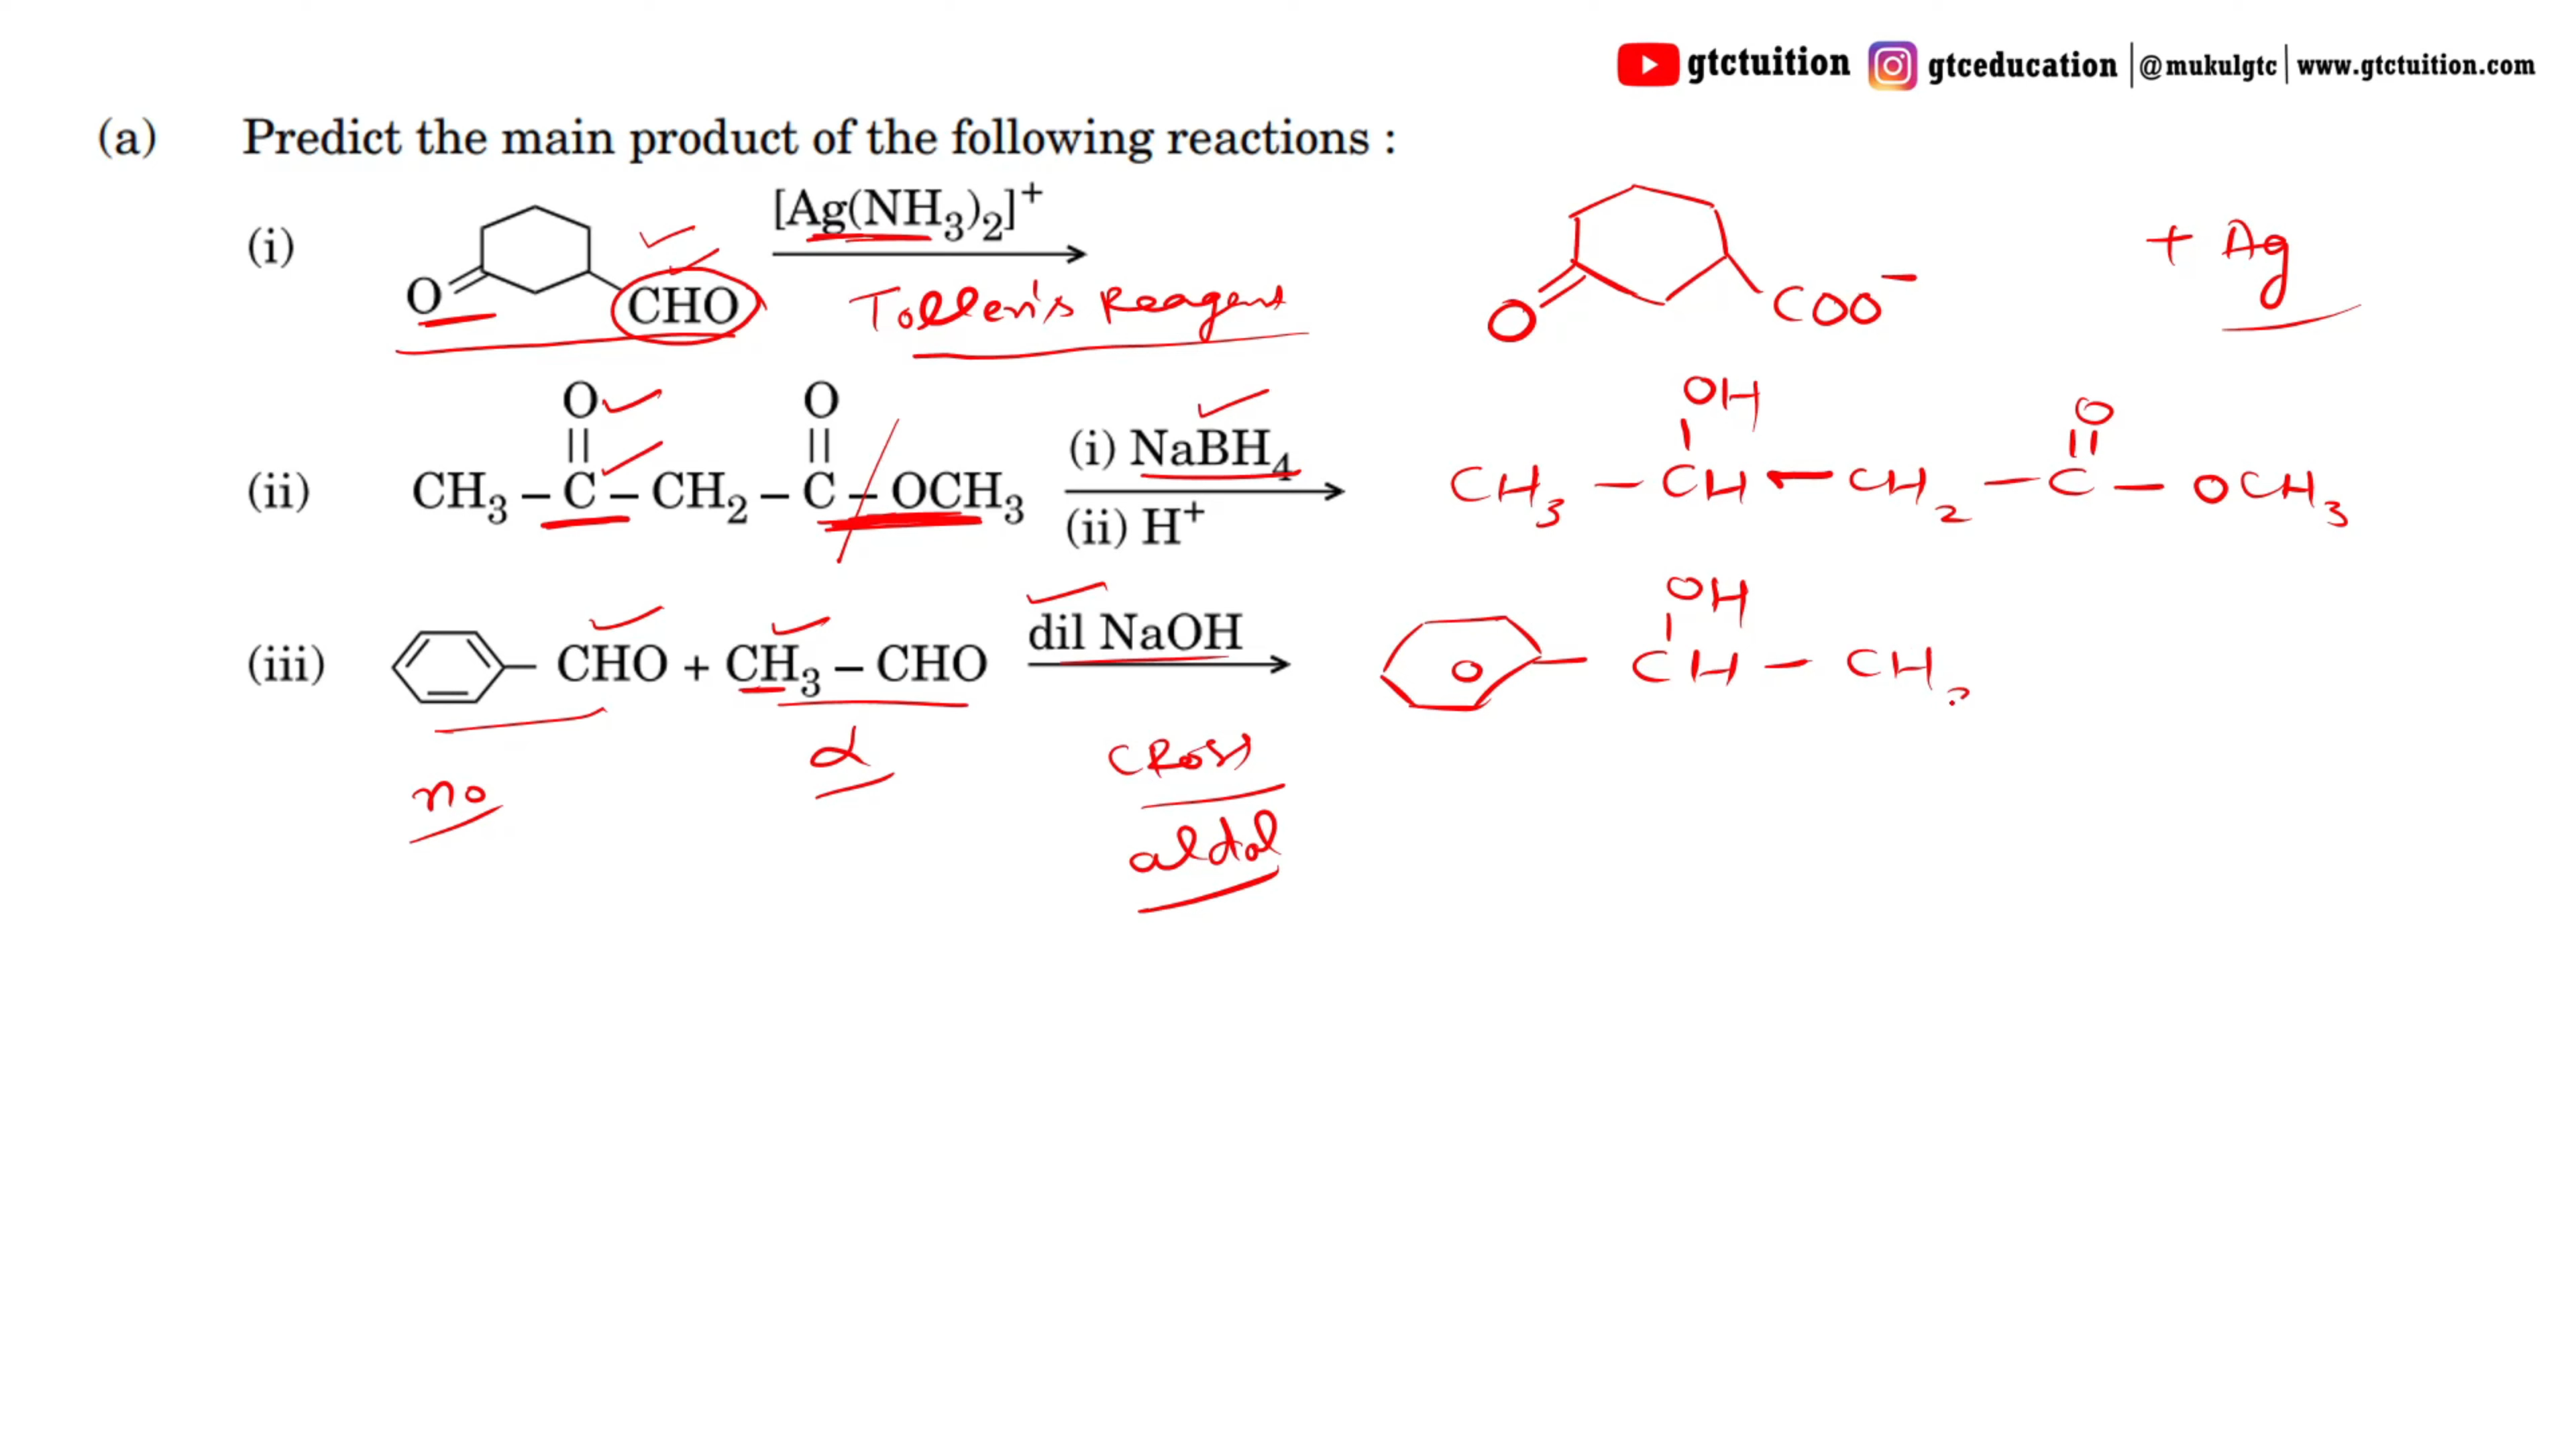 gtctuition gtceducation | @mukulgtc | www.gtctuition.com
(a) Predict the main product of the following reactions :
(i) O CHO [Ag(NH₃)₂]⁺ O COO⁻ + Ag
Tollen's Reagent
O O OH O
|| || | ||
(ii) CH₃ – C – CH₂ – C – OCH₃ (i) NaBH₄ CH₃ – CH – CH₂ – C – OCH₃
(ii) H⁺
OH
|
(iii) – CHO + CH₃ – CHO dil NaOH – CH – CH₂
no α Cross
aldol